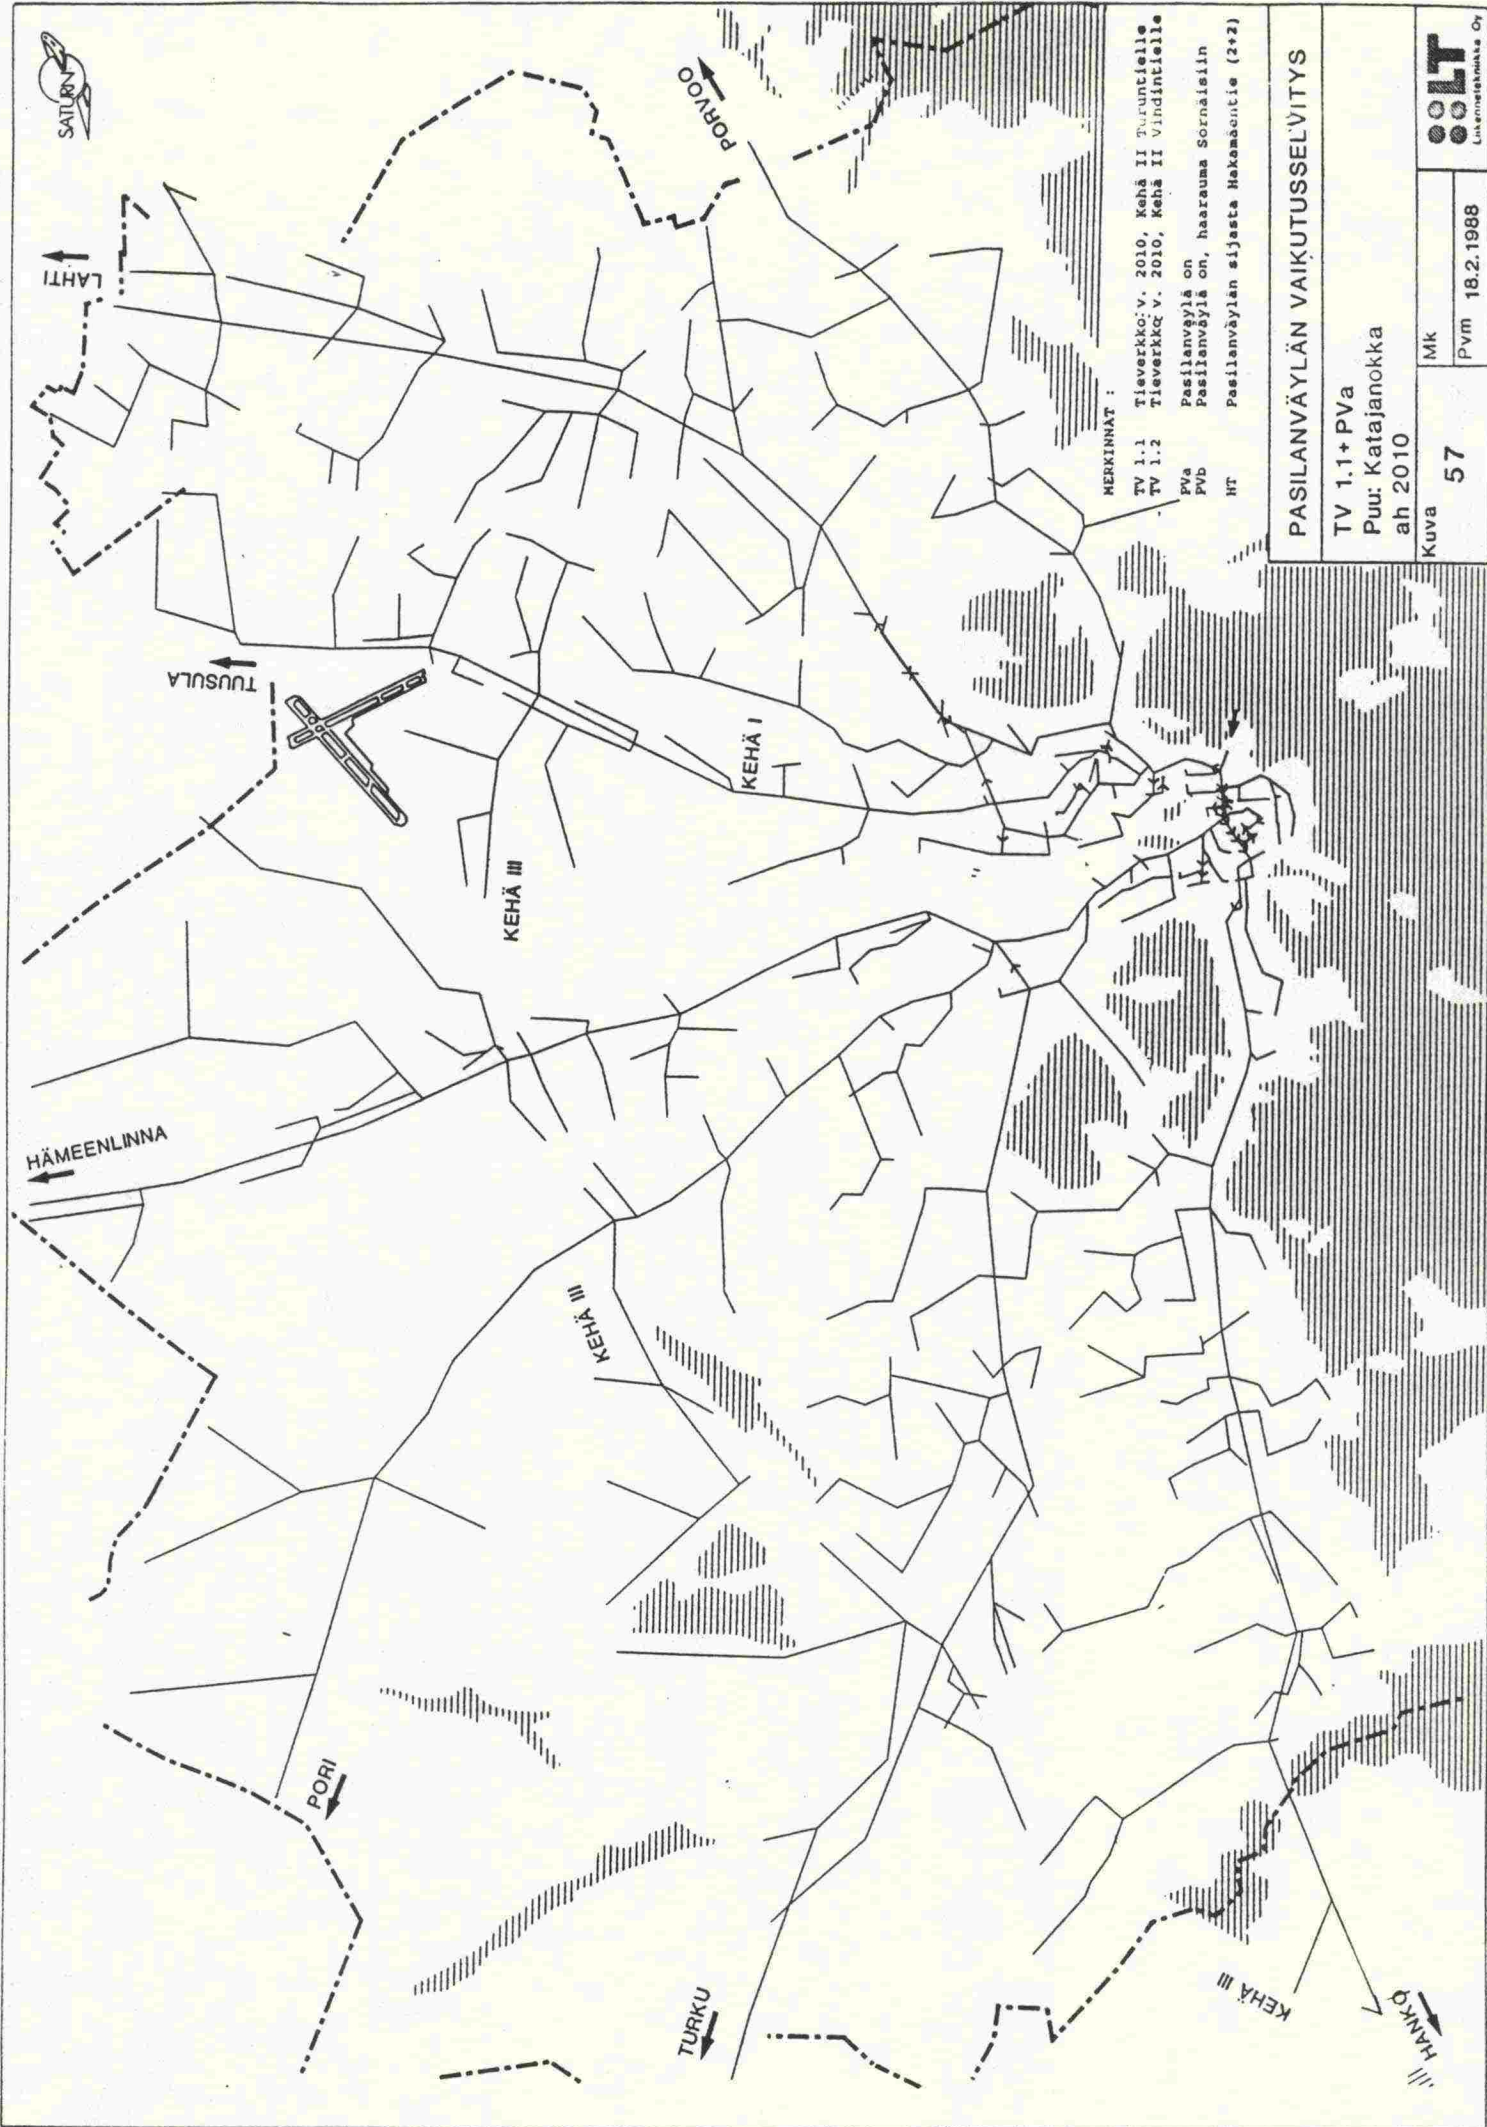 SATURN
LAHTI
TUUSULA
HÄMEENLINNA
PORVOO
KEHÄ I
KEHÄ III
KEHÄ III
PORI
TURKU
KEHÄ III
HANKO
MERKINNAT :
TV 1.1 Tieverkko v. 2010, Kehä II Turuntielle
TV 1.2 Tieverkko v. 2010, Kehä II Vihdintielle
PVa Pasilanväylä on
PVb Pasilanväylä on, haarauma Sörnäisiin
HT Pasilanväylän sijasta Hakamäentie (2+2)
PASILANVÄYLÄN VAIKUTUSSELVITYS
TV 1.1+ PVa
Puu: Katajanokka
ah 2010
Kuva 57
Mk
Pvm 18.2.1988
LT
Liikennetekniikka Oy